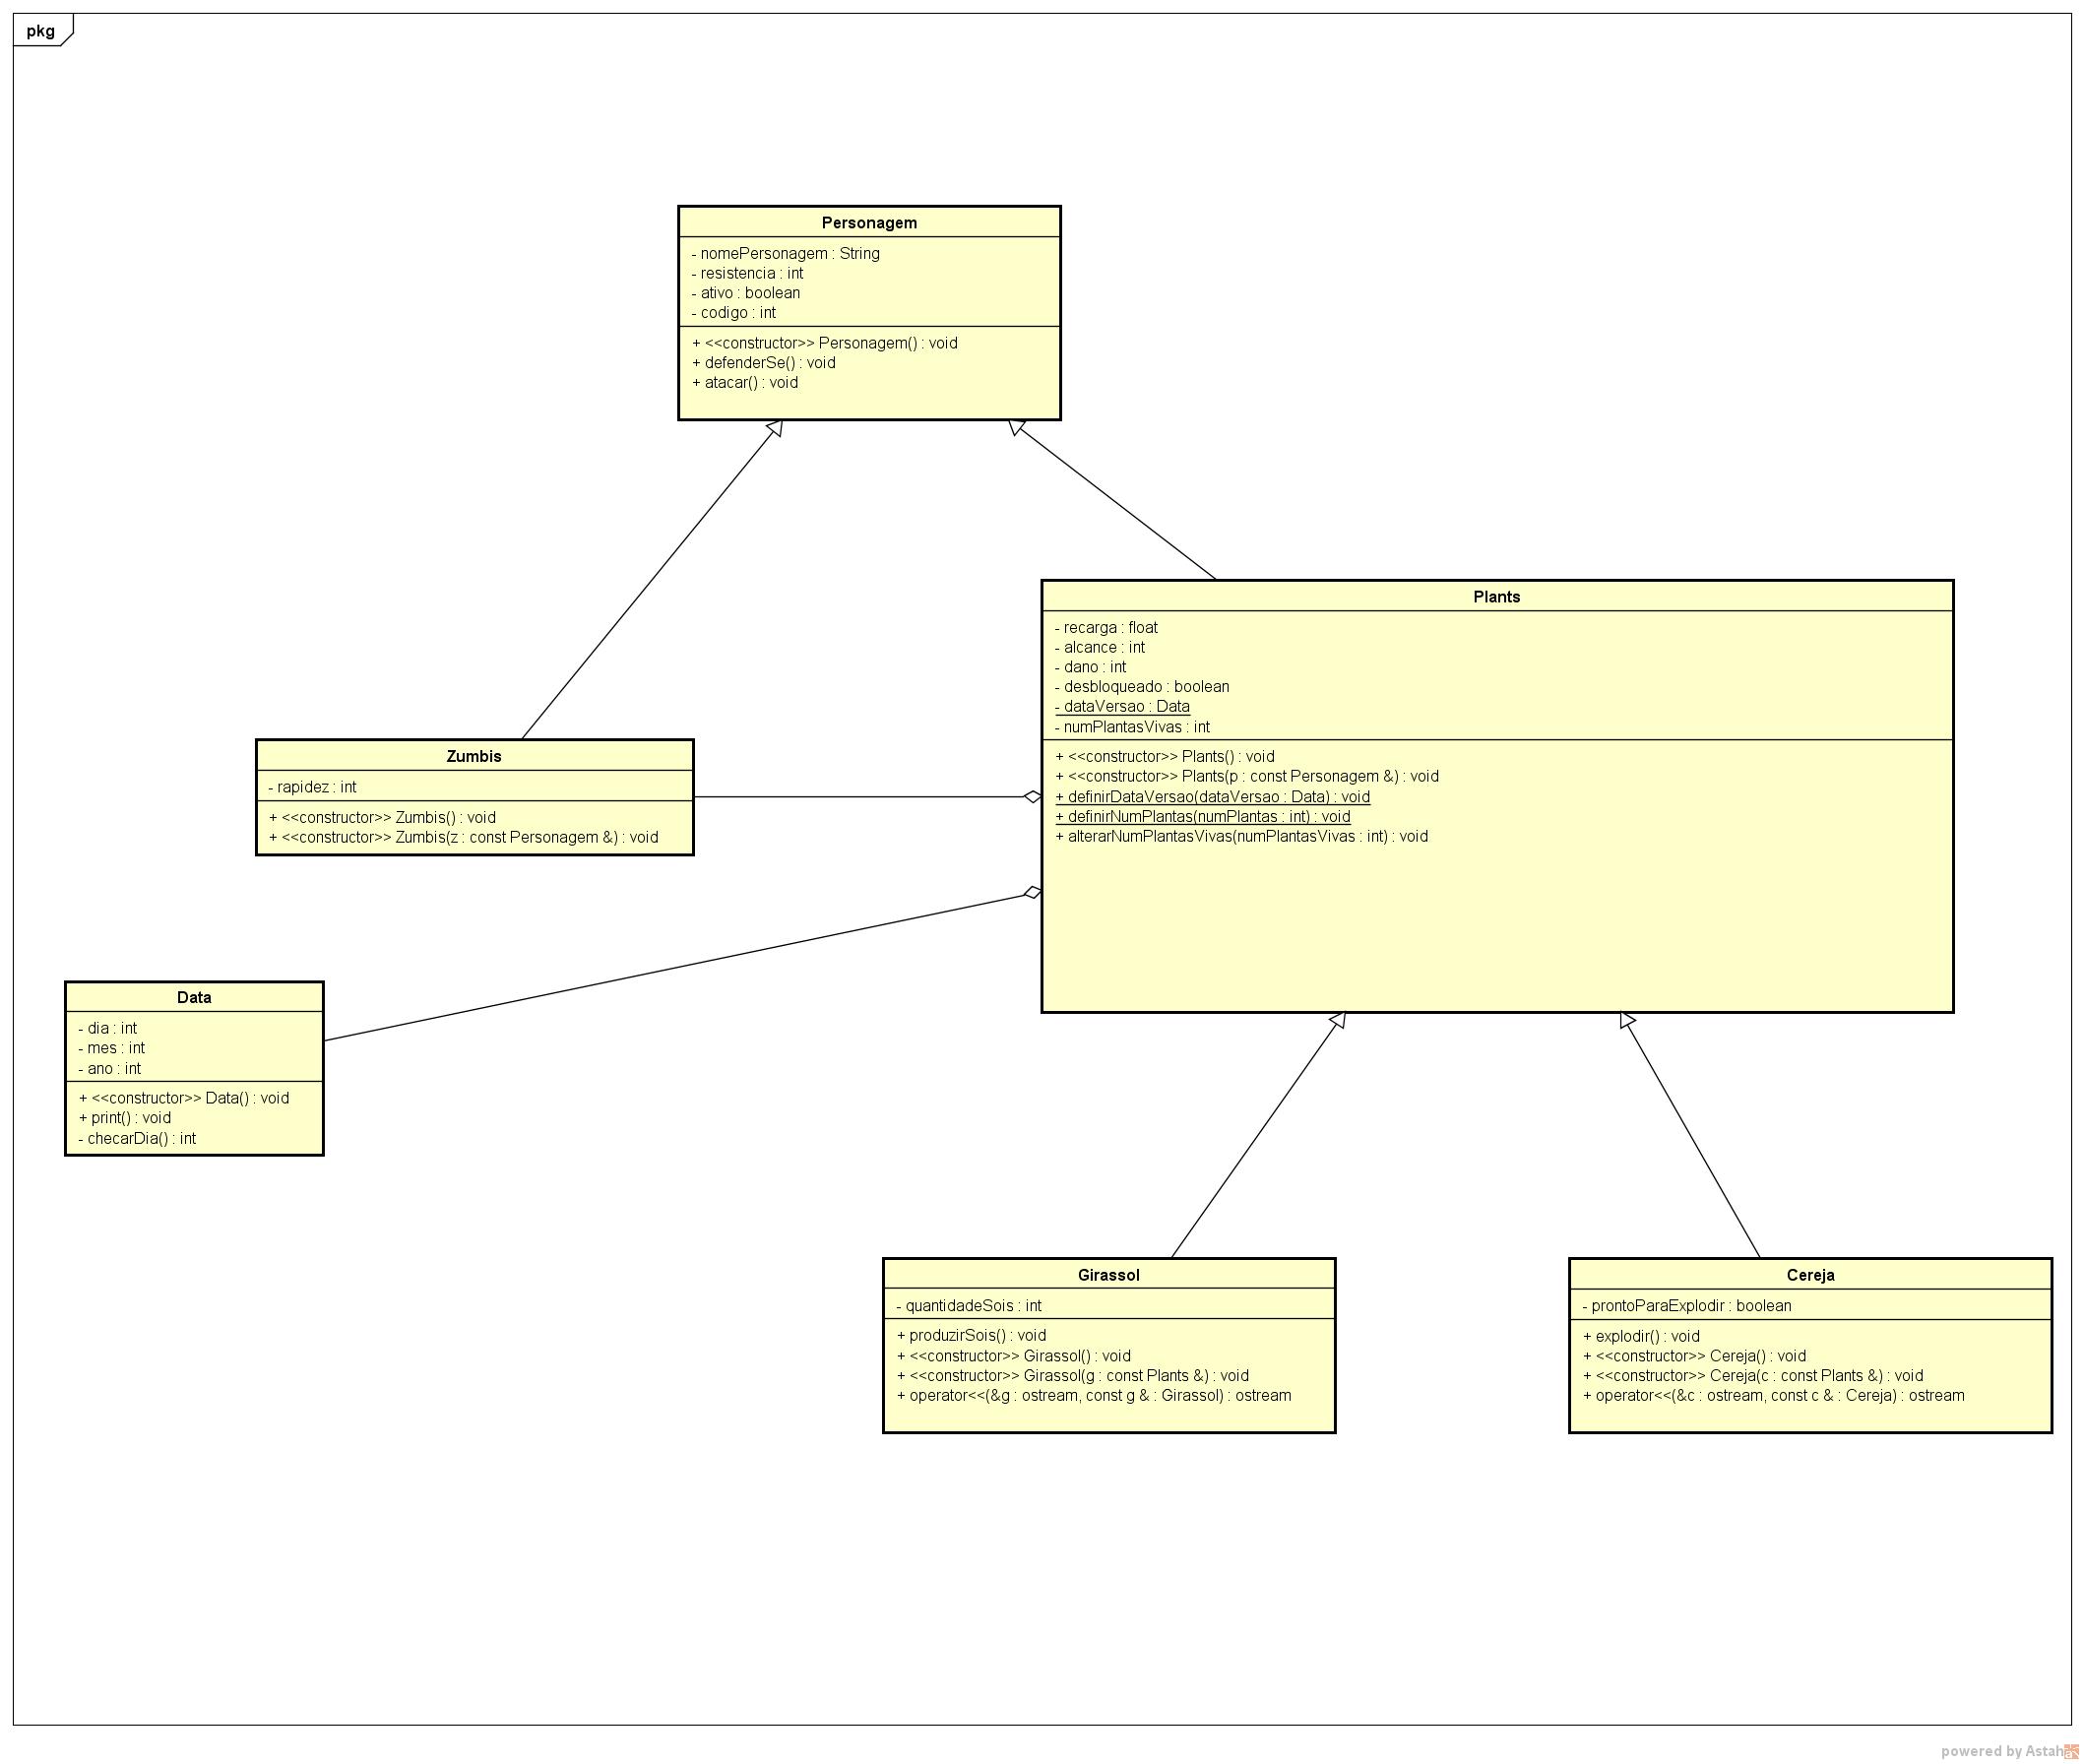 pkg
Personagem
- nomePersonagem : String
- resistencia : int
- ativo : boolean
- codigo : int
+ <<constructor>> Personagem() : void
+ defenderSe() : void
+ atacar() : void
Plants
- recarga : float
- alcance : int
- dano : int
- desbloqueado : boolean
- dataVersao : Data
- numPlantasVivas : int
+ <<constructor>> Plants() : void
+ <<constructor>> Plants(p : const Personagem &) : void
+ definirDataVersao(dataVersao : Data) : void
+ definirNumPlantas(numPlantas : int) : void
+ alterarNumPlantasVivas(numPlantasVivas : int) : void
Zumbis
- rapidez : int
+ <<constructor>> Zumbis() : void
+ <<constructor>> Zumbis(z : const Personagem &) : void
Data
- dia : int
- mes : int
- ano : int
+ <<constructor>> Data() : void
+ print() : void
- checarDia() : int
Girassol
- quantidadeSois : int
+ produzirSois() : void
+ <<constructor>> Girassol() : void
+ <<constructor>> Girassol(g : const Plants &) : void
+ operator<<(&g : ostream, const g & : Girassol) : ostream
Cereja
- prontoParaExplodir : boolean
+ explodir() : void
+ <<constructor>> Cereja() : void
+ <<constructor>> Cereja(c : const Plants &) : void
+ operator<<(&c : ostream, const c & : Cereja) : ostream
powered by Astah